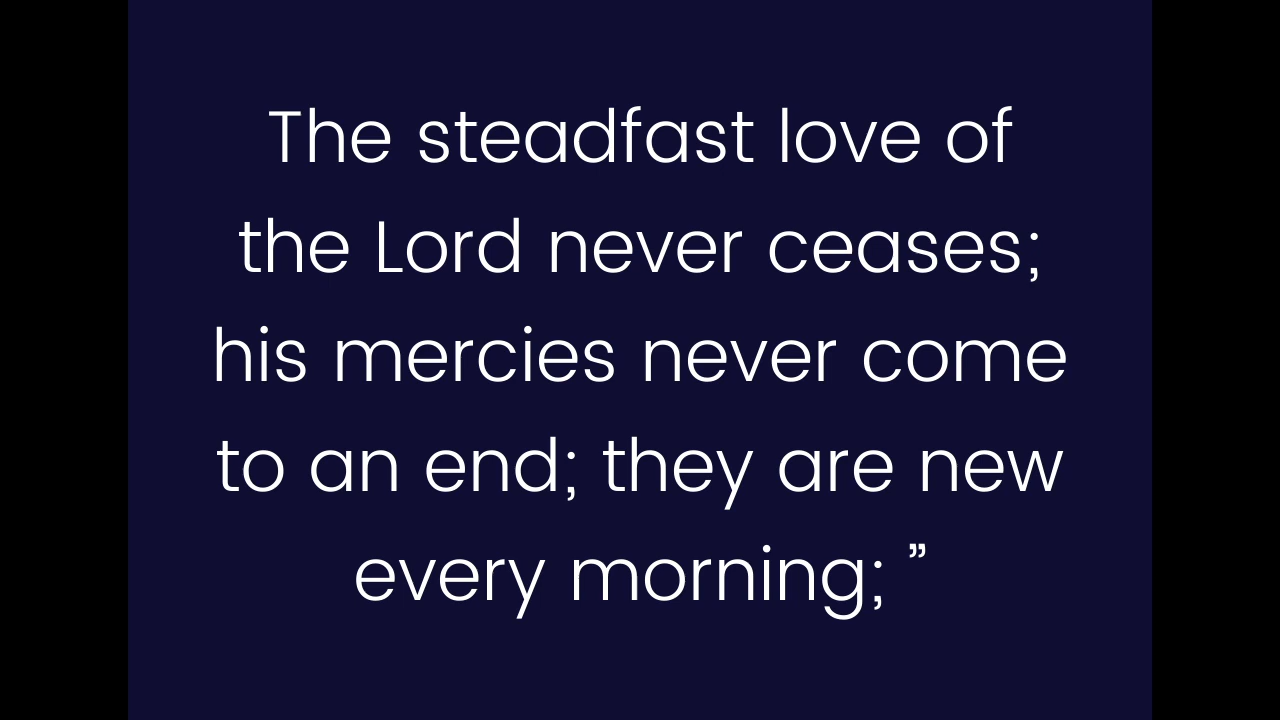 The steadfast love of
the Lord never ceases;
his mercies never come
to an end; they are new
every morning; ”